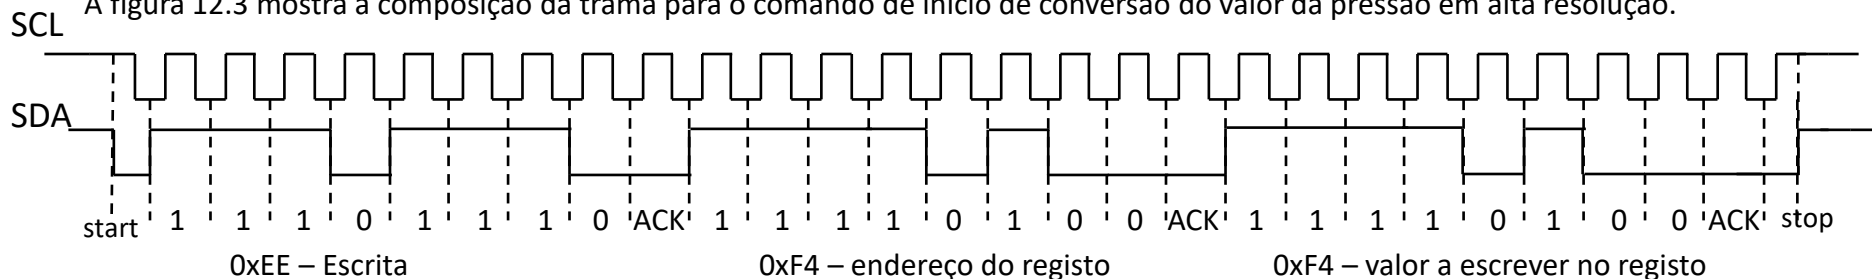 A figura 12.3 mostra a composição da trama para o comando de início de conversão do valor da pressão em alta resolução.
SCL
SDA
start 1 1 1 0 1 1 1 0 ACK 1 1 1 1 0 1 0 0 ACK 1 1 1 1 0 1 0 0 ACK stop
0xEE – Escrita 0xF4 – endereço do registo 0xF4 – valor a escrever no registo